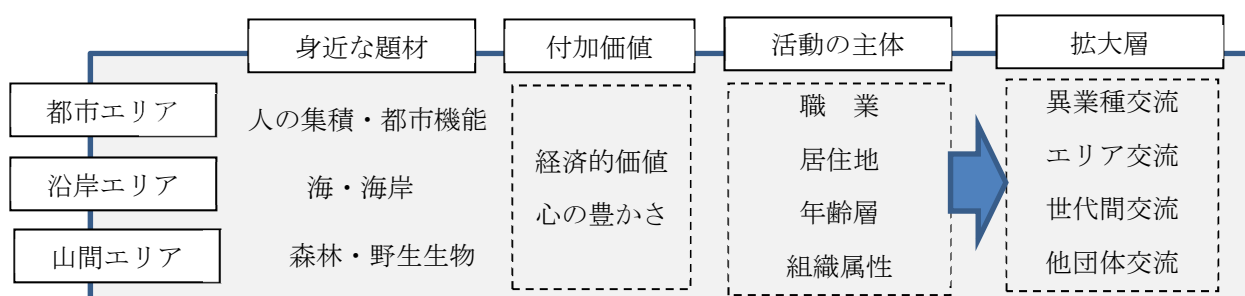 身近な題材
付加価値
活動の主体
拡大層
都市エリア
人の集積・都市機能
沿岸エリア
海・海岸
山間エリア
森林・野生生物
経済的価値
心の豊かさ
職　業
居住地
年齢層
組織属性
異業種交流
エリア交流
世代間交流
他団体交流